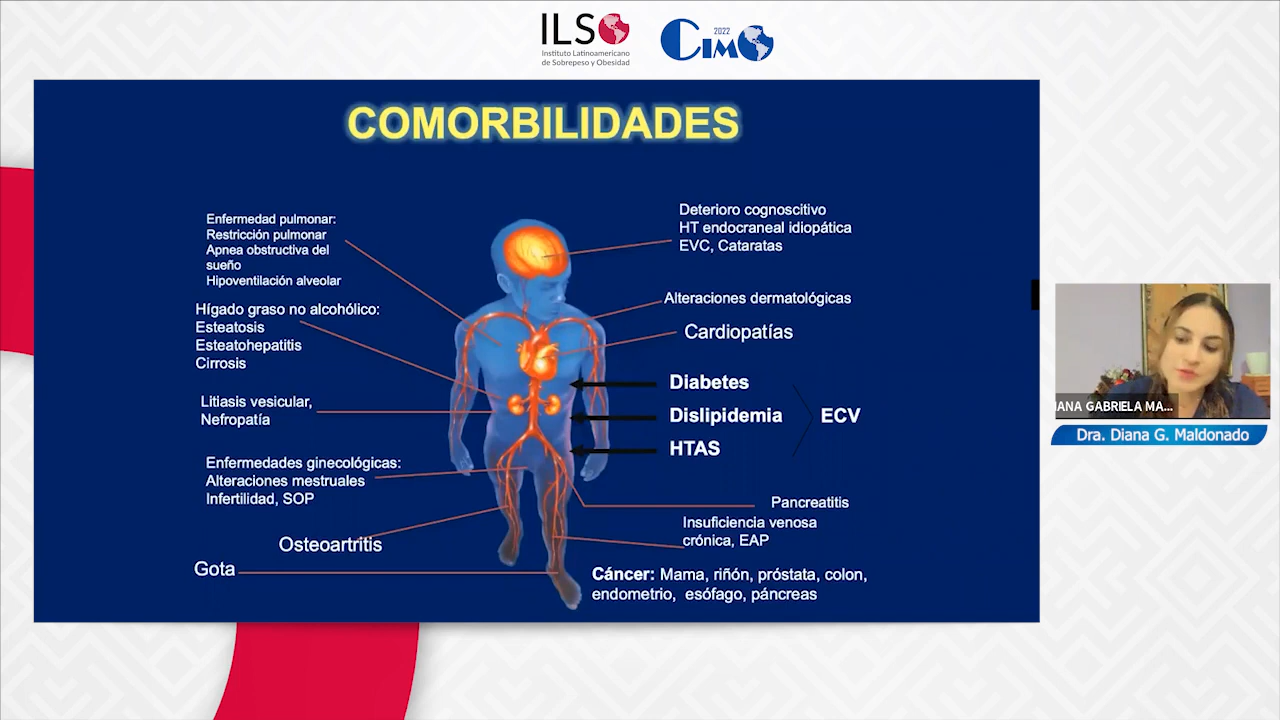 ILSO
Instituto Latinoamericano
de Sobrepeso y Obesidad
2022
CIMO
COMORBILIDADES
Enfermedad pulmonar:
Restricción pulmonar
Apnea obstructiva del
sueño
Hipoventilación alveolar
Hígado graso no alcohólico:
Esteatosis
Esteatohepatitis
Cirrosis
Litiasis vesicular,
Nefropatía
Enfermedades ginecológicas:
Alteraciones mestruales
Infertilidad, SOP
Osteoartritis
Gota
Deterioro cognoscitivo
HT endocraneal idiopática
EVC, Cataratas
Alteraciones dermatológicas
Cardiopatías
Diabetes
Dislipidemia
HTAS
ECV
Pancreatitis
Insuficiencia venosa
crónica, EAP
Cáncer: Mama, riñón, próstata, colon,
endometrio, esófago, páncreas
IANA GABRIELA MA...
Dra. Diana G. Maldonado